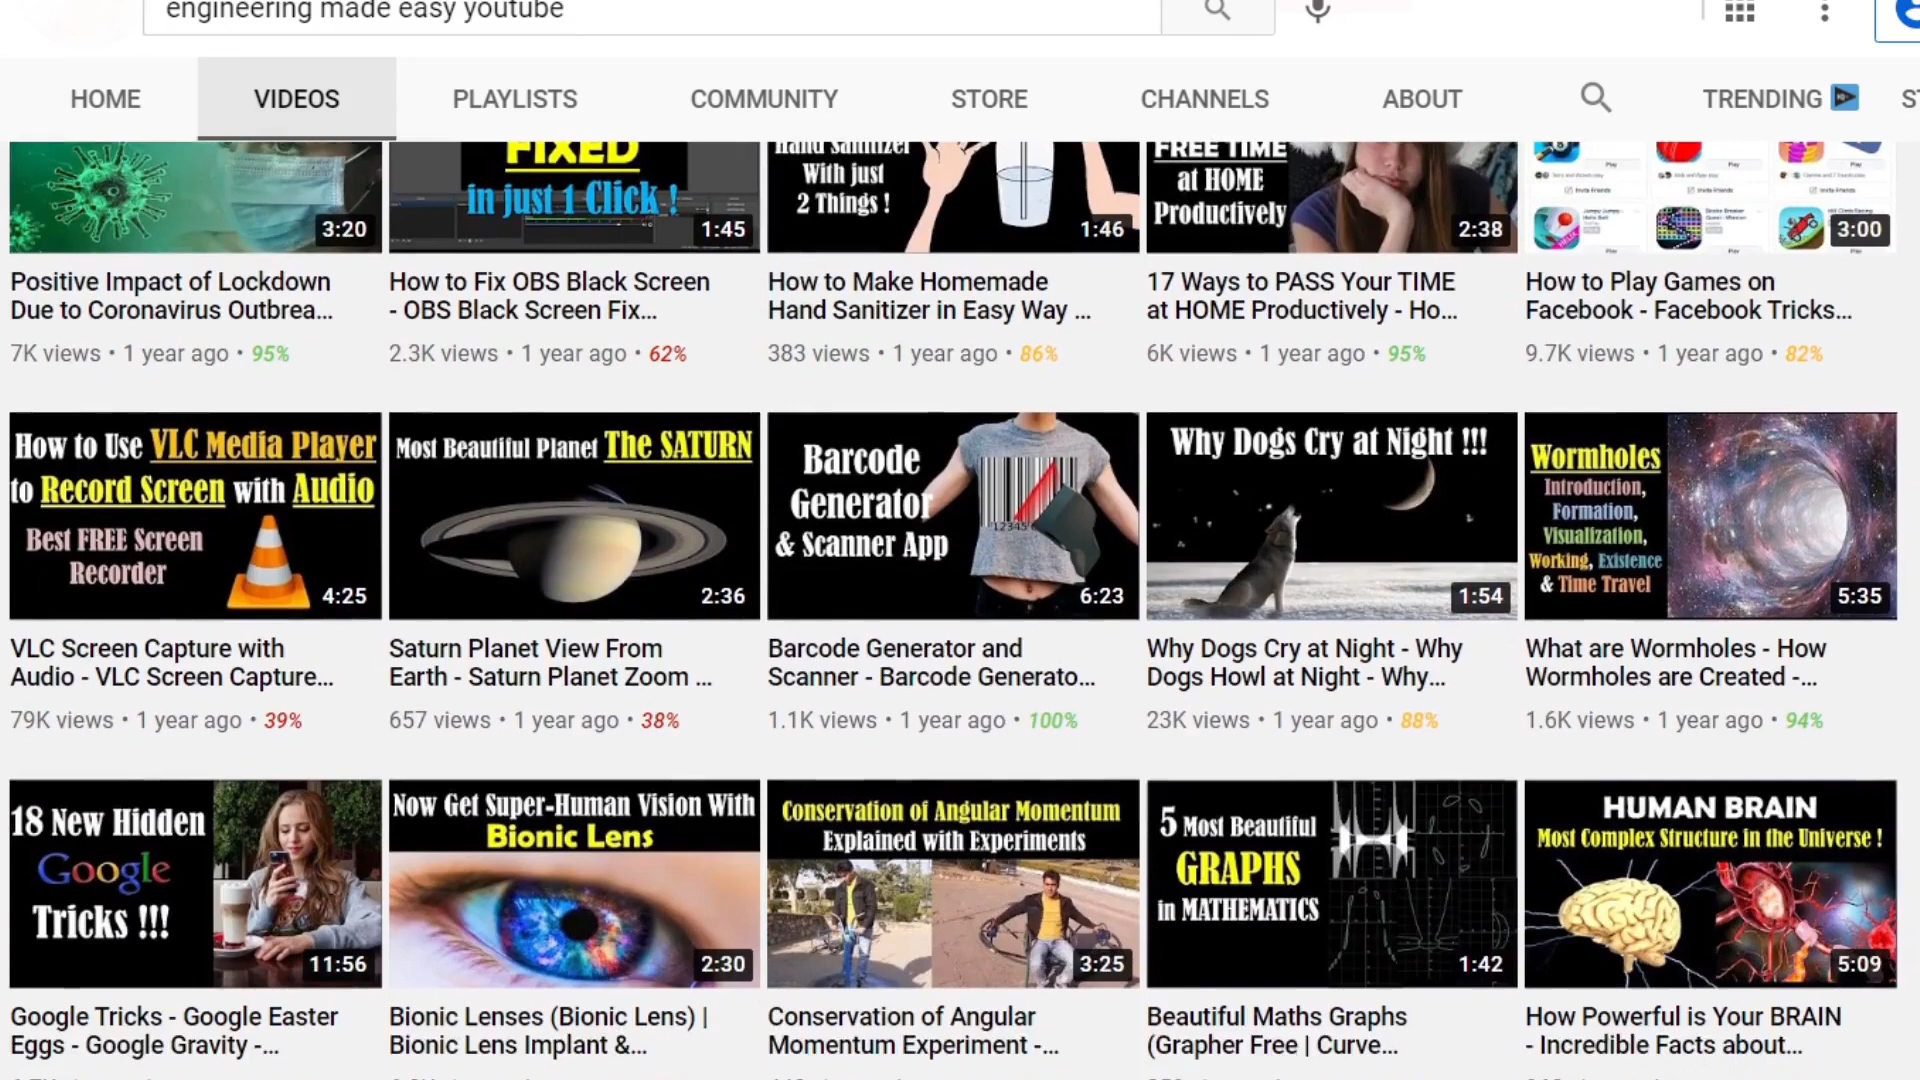 engineering made easy youtube
HOME VIDEOS PLAYLISTS COMMUNITY STORE CHANNELS ABOUT TRENDING
FIXED
in just 1 Click !
Hand Sanitizer
With just
2 Things !
FREE TIME
at HOME
Productively
3:20
1:45
1:46
2:38
3:00
Positive Impact of Lockdown
Due to Coronavirus Outbrea...
7K views • 1 year ago • 95%
How to Fix OBS Black Screen
- OBS Black Screen Fix...
2.3K views • 1 year ago • 62%
How to Make Homemade
Hand Sanitizer in Easy Way ...
383 views • 1 year ago • 86%
17 Ways to PASS Your TIME
at HOME Productively - Ho...
6K views • 1 year ago • 95%
How to Play Games on
Facebook - Facebook Tricks...
9.7K views • 1 year ago • 82%
How to Use VLC Media Player
to Record Screen with Audio
Best FREE Screen
Recorder
4:25
Most Beautiful Planet The SATURN
2:36
Barcode
Generator
& Scanner App
12345
6:23
Why Dogs Cry at Night !!!
1:54
Wormholes
Introduction,
Formation,
Visualization,
Working, Existence
& Time Travel
5:35
VLC Screen Capture with
Audio - VLC Screen Capture...
79K views • 1 year ago • 39%
Saturn Planet View From
Earth - Saturn Planet Zoom ...
657 views • 1 year ago • 38%
Barcode Generator and
Scanner - Barcode Generato...
1.1K views • 1 year ago • 100%
Why Dogs Cry at Night - Why
Dogs Howl at Night - Why...
23K views • 1 year ago • 88%
What are Wormholes - How
Wormholes are Created -...
1.6K views • 1 year ago • 94%
18 New Hidden
Google
Tricks !!!
11:56
Now Get Super-Human Vision With
Bionic Lens
2:30
Conservation of Angular Momentum
Explained with Experiments
3:25
5 Most Beautiful
GRAPHS
in MATHEMATICS
1:42
HUMAN BRAIN
Most Complex Structure in the Universe !
5:09
Google Tricks - Google Easter
Eggs - Google Gravity -...
Bionic Lenses (Bionic Lens) |
Bionic Lens Implant &...
Conservation of Angular
Momentum Experiment -...
Beautiful Maths Graphs
(Grapher Free | Curve...
How Powerful is Your BRAIN
- Incredible Facts about...